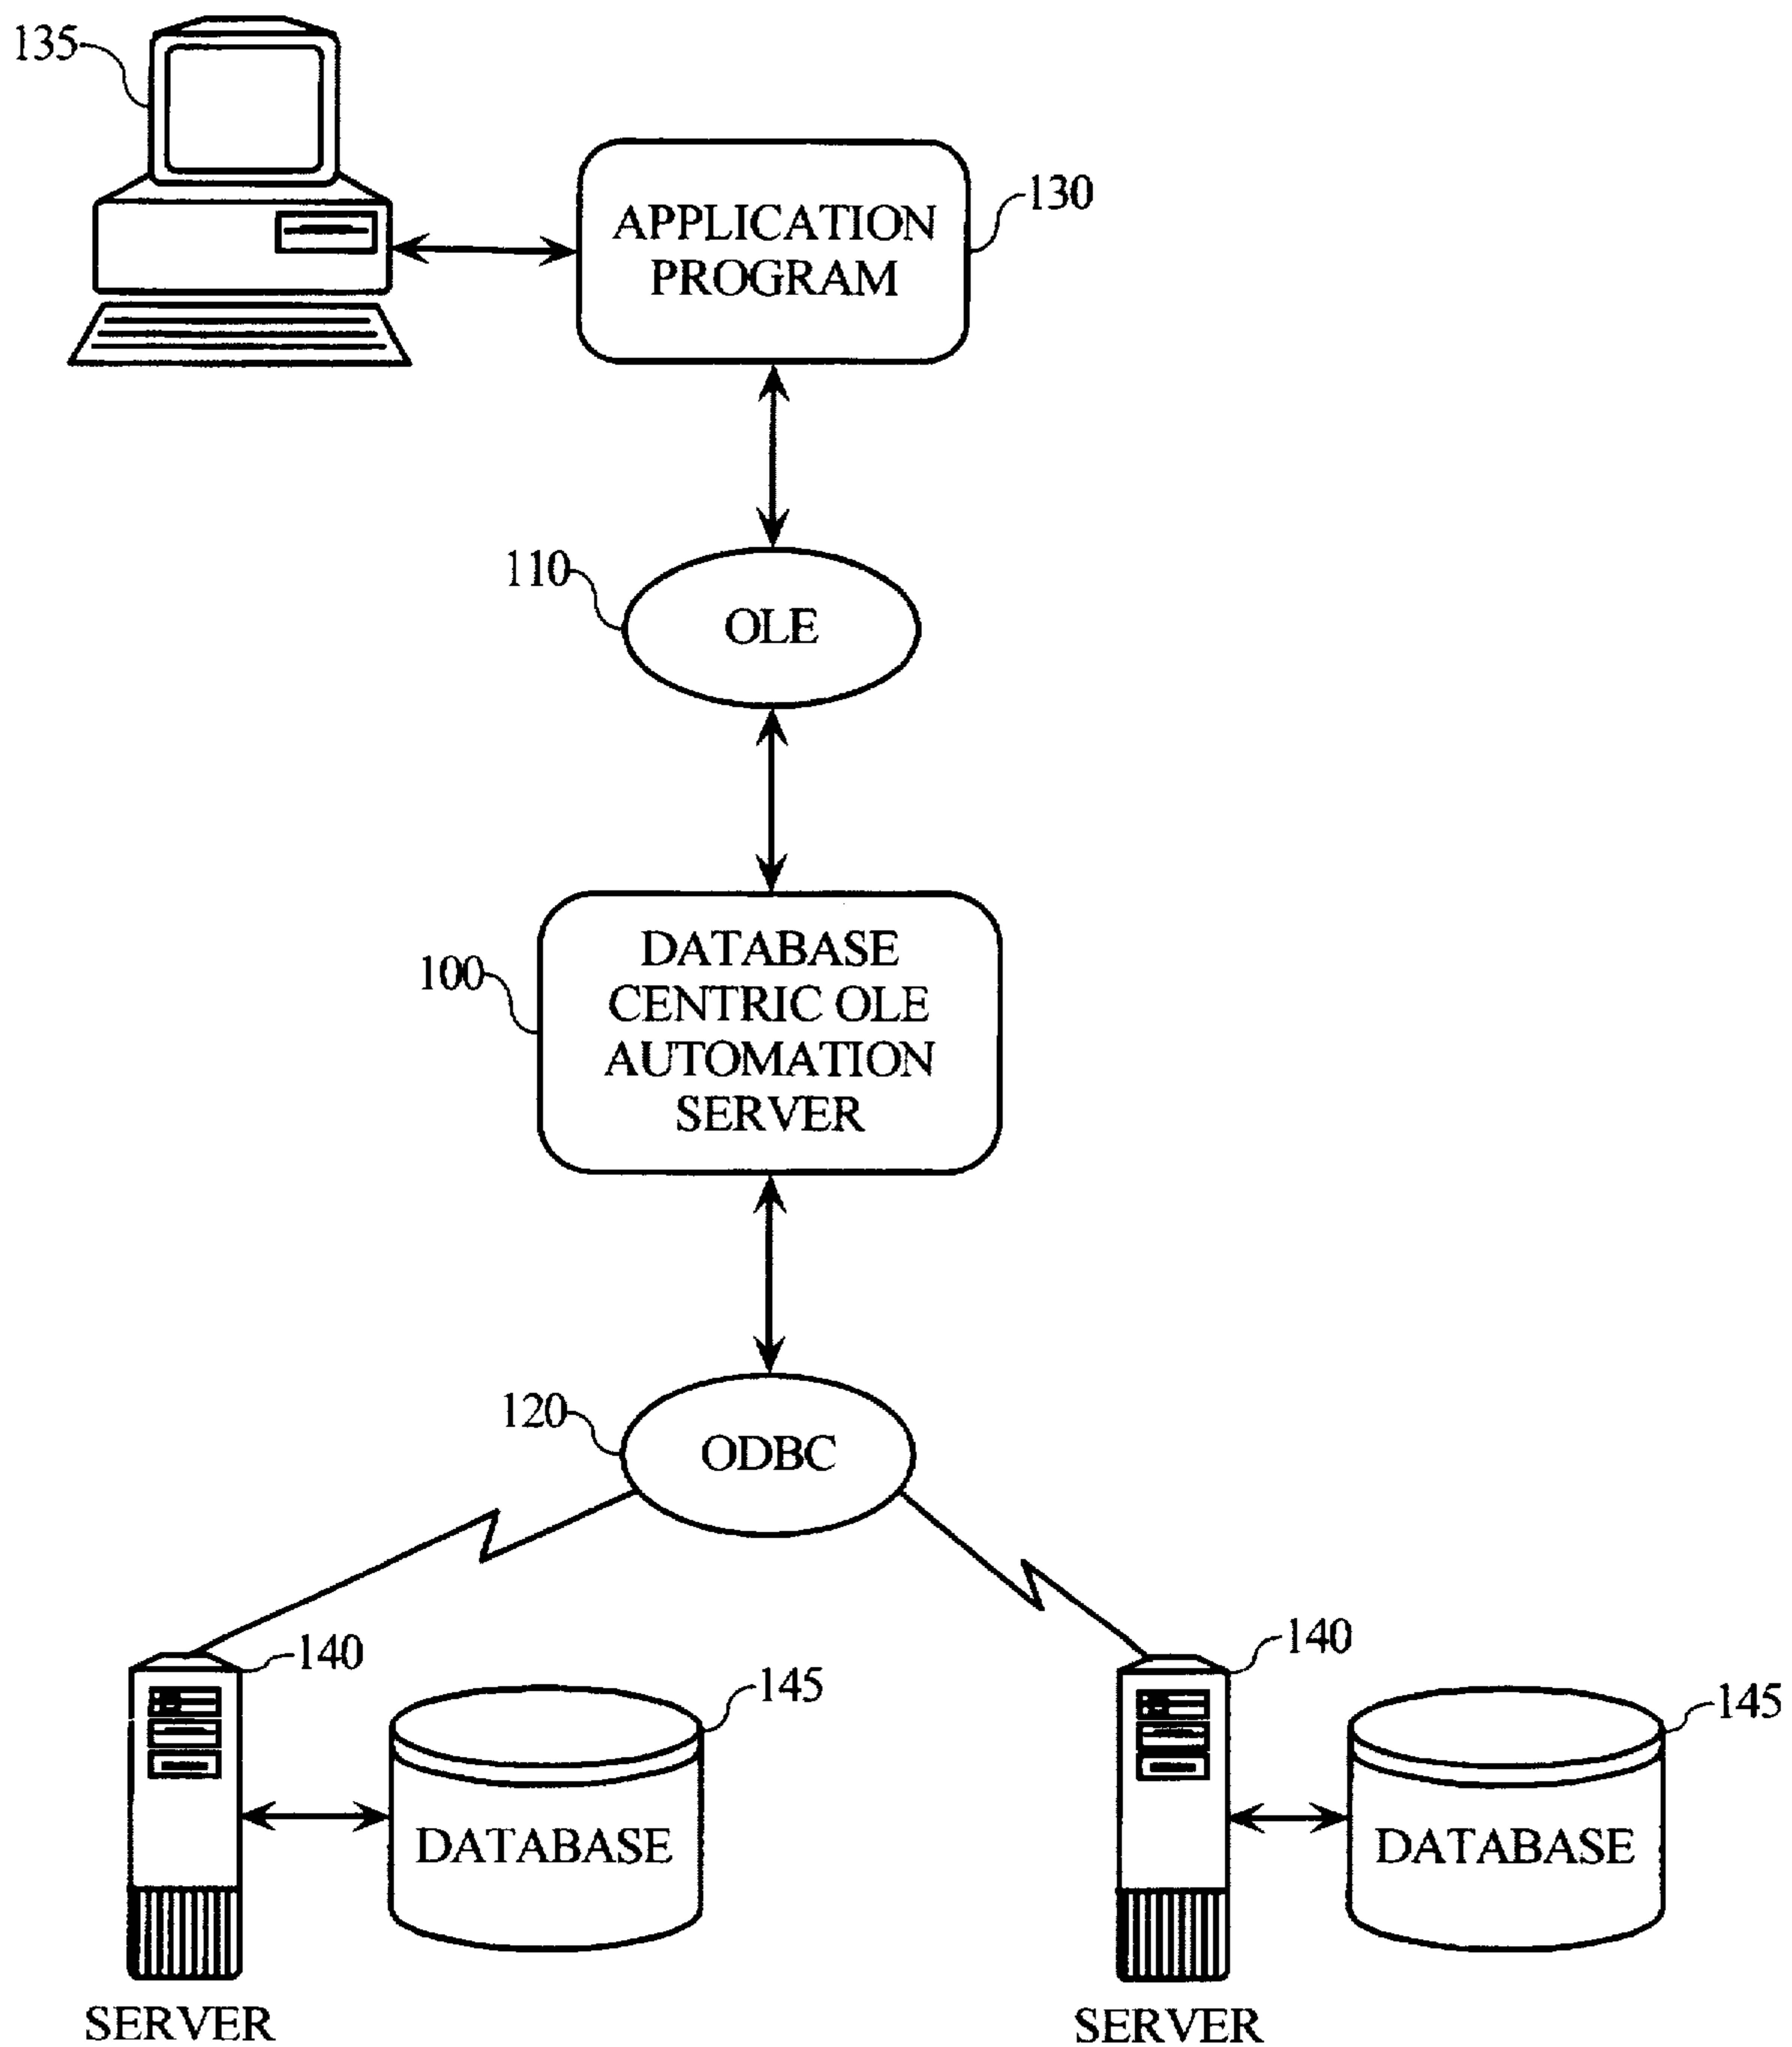 135
APPLICATION
PROGRAM
130
110
OLE
100
DATABASE
CENTRIC OLE
AUTOMATION
SERVER
120
ODBC
140
145
DATABASE
SERVER
140
145
DATABASE
SERVER